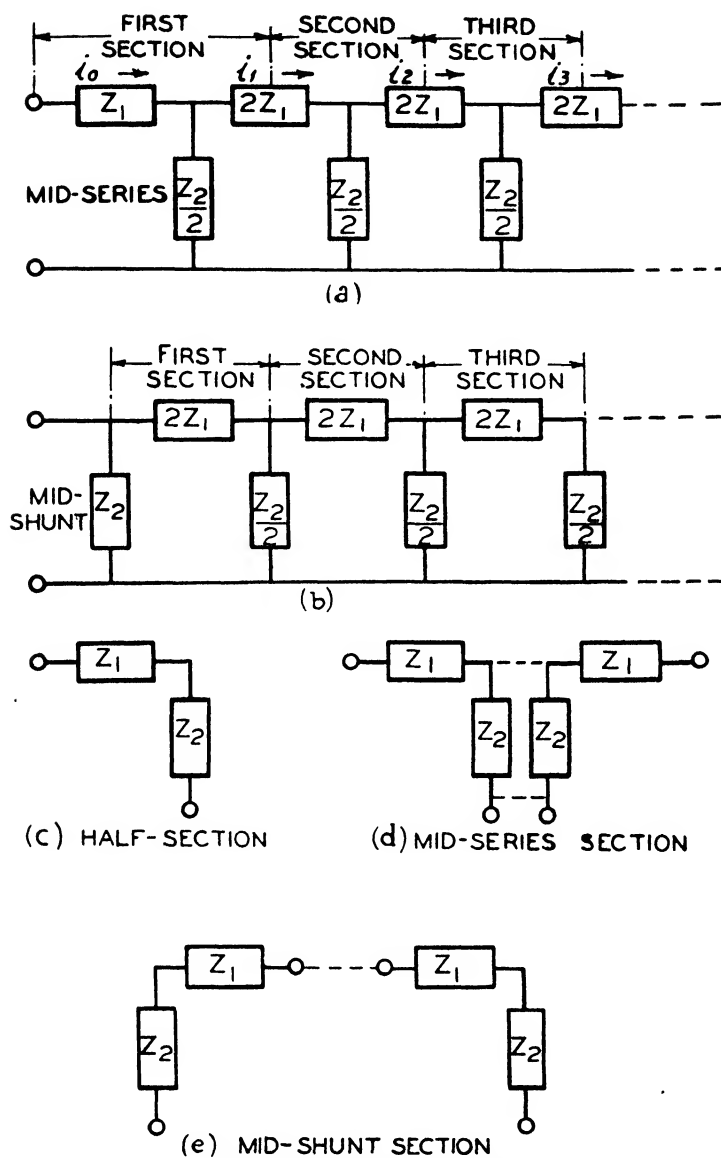 FIRST SECTION
SECOND SECTION
THIRD SECTION
i₀ i₁ i₂ i₃
Z₁ 2Z₁ 2Z₁ 2Z₁
MID-SERIES
Z₂/2 Z₂/2 Z₂/2
(a)
FIRST SECTION
SECOND SECTION
THIRD SECTION
2Z₁ 2Z₁ 2Z₁
MID-SHUNT
Z₂ Z₂/2 Z₂/2 Z₂/2
(b)
Z₁
Z₂
(c) HALF-SECTION
Z₁ Z₁
Z₂ Z₂
(d) MID-SERIES SECTION
Z₁ Z₁
Z₂ Z₂
(e) MID-SHUNT SECTION